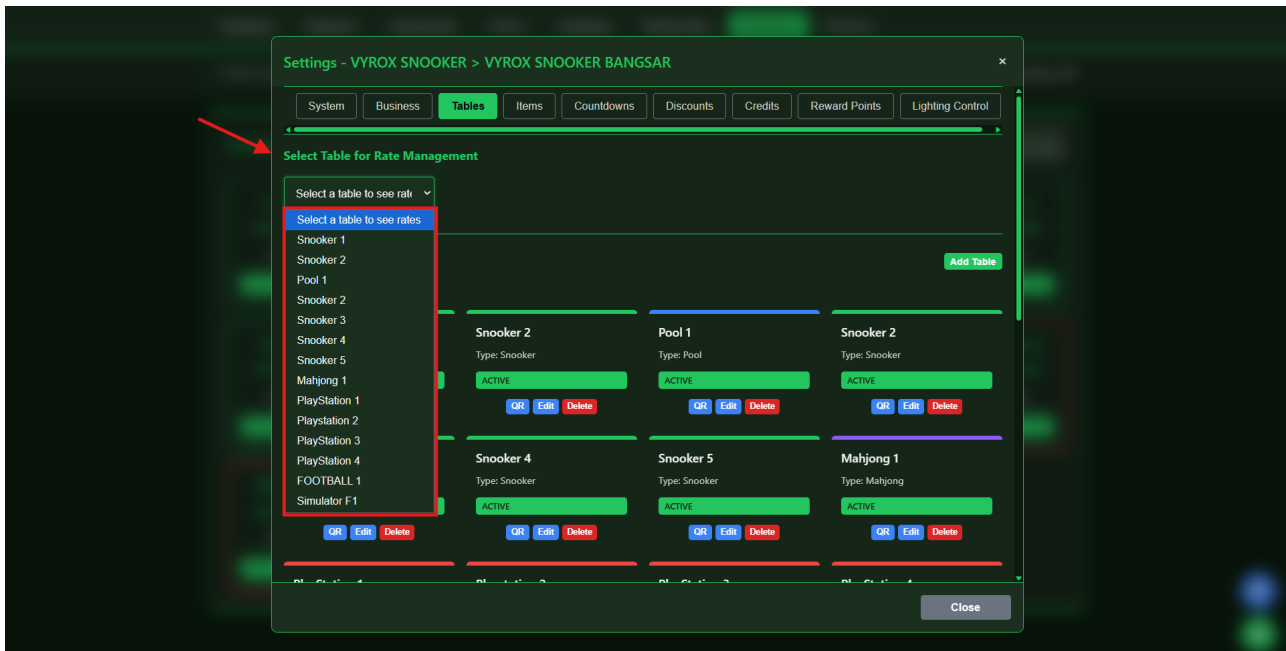 Settings - VYROX SNOOKER > VYROX SNOOKER BANGSAR ×
System Business Tables Items Countdowns Discounts Credits Reward Points Lighting Control
Select Table for Rate Management
Select a table to see rat
Select a table to see rates
Snooker 1
Snooker 2
Pool 1
Snooker 2
Snooker 3
Snooker 4
Snooker 5
Mahjong 1
PlayStation 1
Playstation 2
PlayStation 3
PlayStation 4
FOOTBALL 1
Simulator F1
Add Table
Snooker 2 Pool 1 Snooker 2
Type: Snooker Type: Pool Type: Snooker
ACTIVE ACTIVE ACTIVE
QR Edit Delete QR Edit Delete QR Edit Delete
Snooker 4 Snooker 5 Mahjong 1
Type: Snooker Type: Snooker Type: Mahjong
ACTIVE ACTIVE ACTIVE
QR Edit Delete QR Edit Delete QR Edit Delete QR Edit Delete
Close